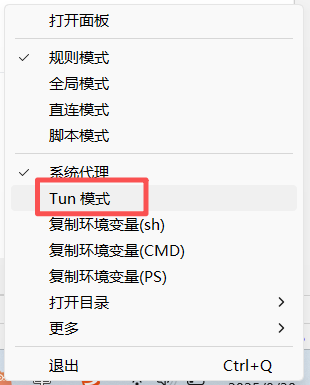 打开面板
规则模式
全局模式
直连模式
脚本模式
系统代理
Tun 模式
复制环境变量(sh)
复制环境变量(CMD)
复制环境变量(PS)
打开目录
更多
退出 Ctrl+Q